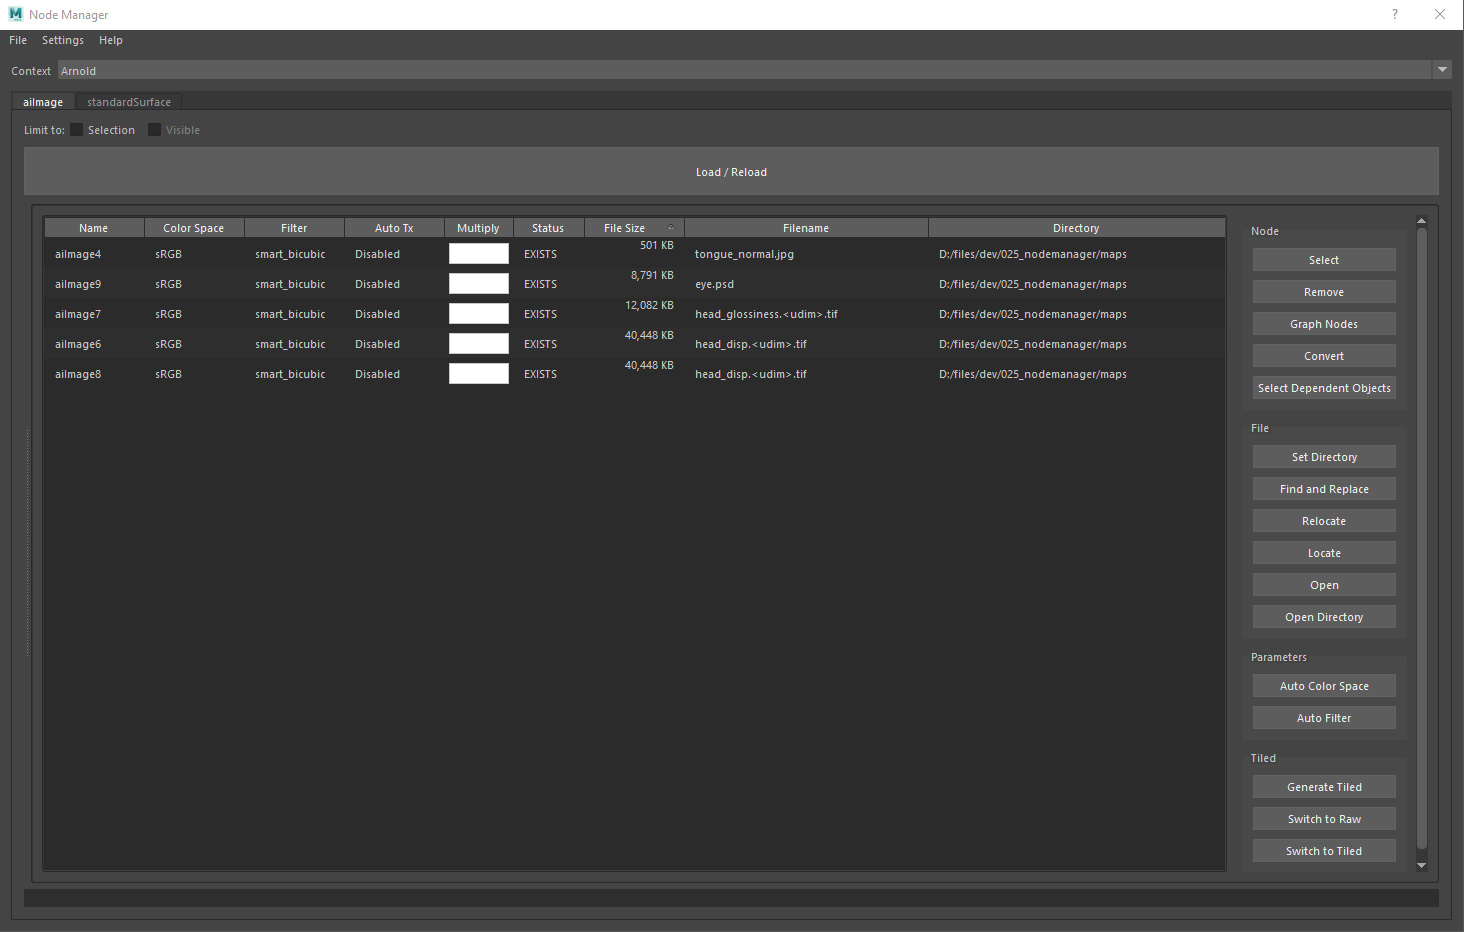 Node Manager
File Settings Help
Context Arnold
aiImage standardSurface
Limit to: Selection Visible
Load / Reload
Name Color Space Filter Auto Tx Multiply Status File Size Filename Directory
aiImage4 sRGB smart_bicubic Disabled EXISTS 501 KB tongue_normal.jpg D:/files/dev/025_nodemanager/maps
aiImage9 sRGB smart_bicubic Disabled EXISTS 8,791 KB eye.psd D:/files/dev/025_nodemanager/maps
aiImage7 sRGB smart_bicubic Disabled EXISTS 12,082 KB head_glossiness.<udim>.tif D:/files/dev/025_nodemanager/maps
aiImage6 sRGB smart_bicubic Disabled EXISTS 40,448 KB head_disp.<udim>.tif D:/files/dev/025_nodemanager/maps
aiImage8 sRGB smart_bicubic Disabled EXISTS 40,448 KB head_disp.<udim>.tif D:/files/dev/025_nodemanager/maps
Node
Select
Remove
Graph Nodes
Convert
Select Dependent Objects
File
Set Directory
Find and Replace
Relocate
Locate
Open
Open Directory
Parameters
Auto Color Space
Auto Filter
Tiled
Generate Tiled
Switch to Raw
Switch to Tiled